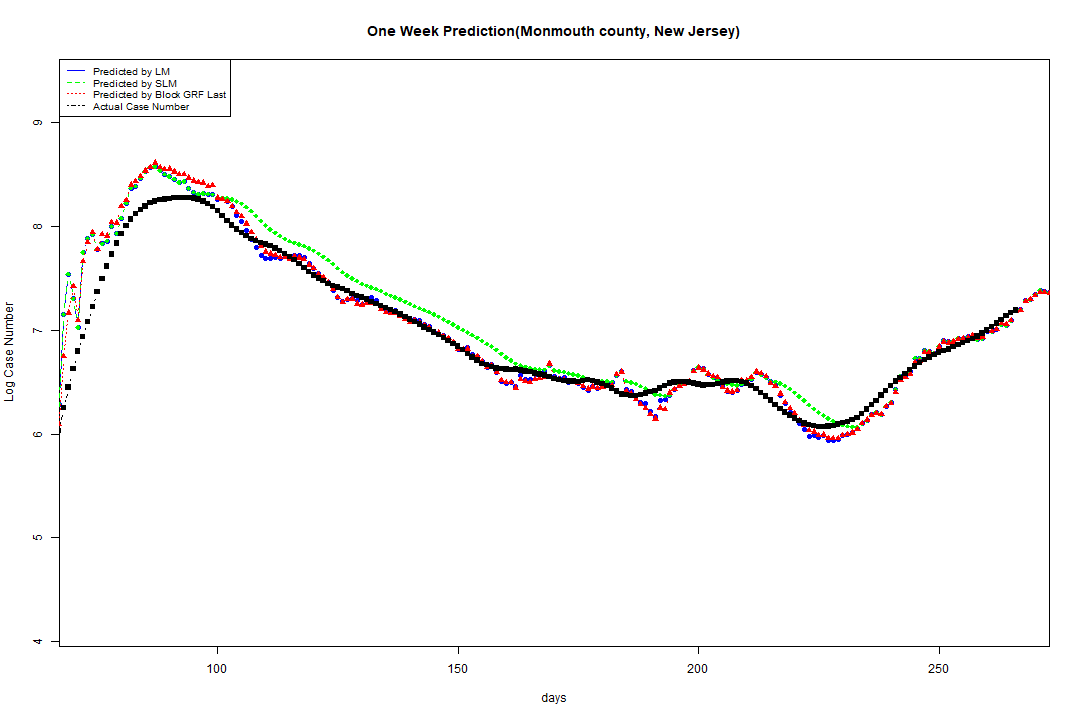 One Week Prediction(Monmouth county, New Jersey)
Predicted by LM
Predicted by SLM
Predicted by Block GRF Last
Actual Case Number
9
8
7
6
5
4
Log Case Number
100 150 200 250
days